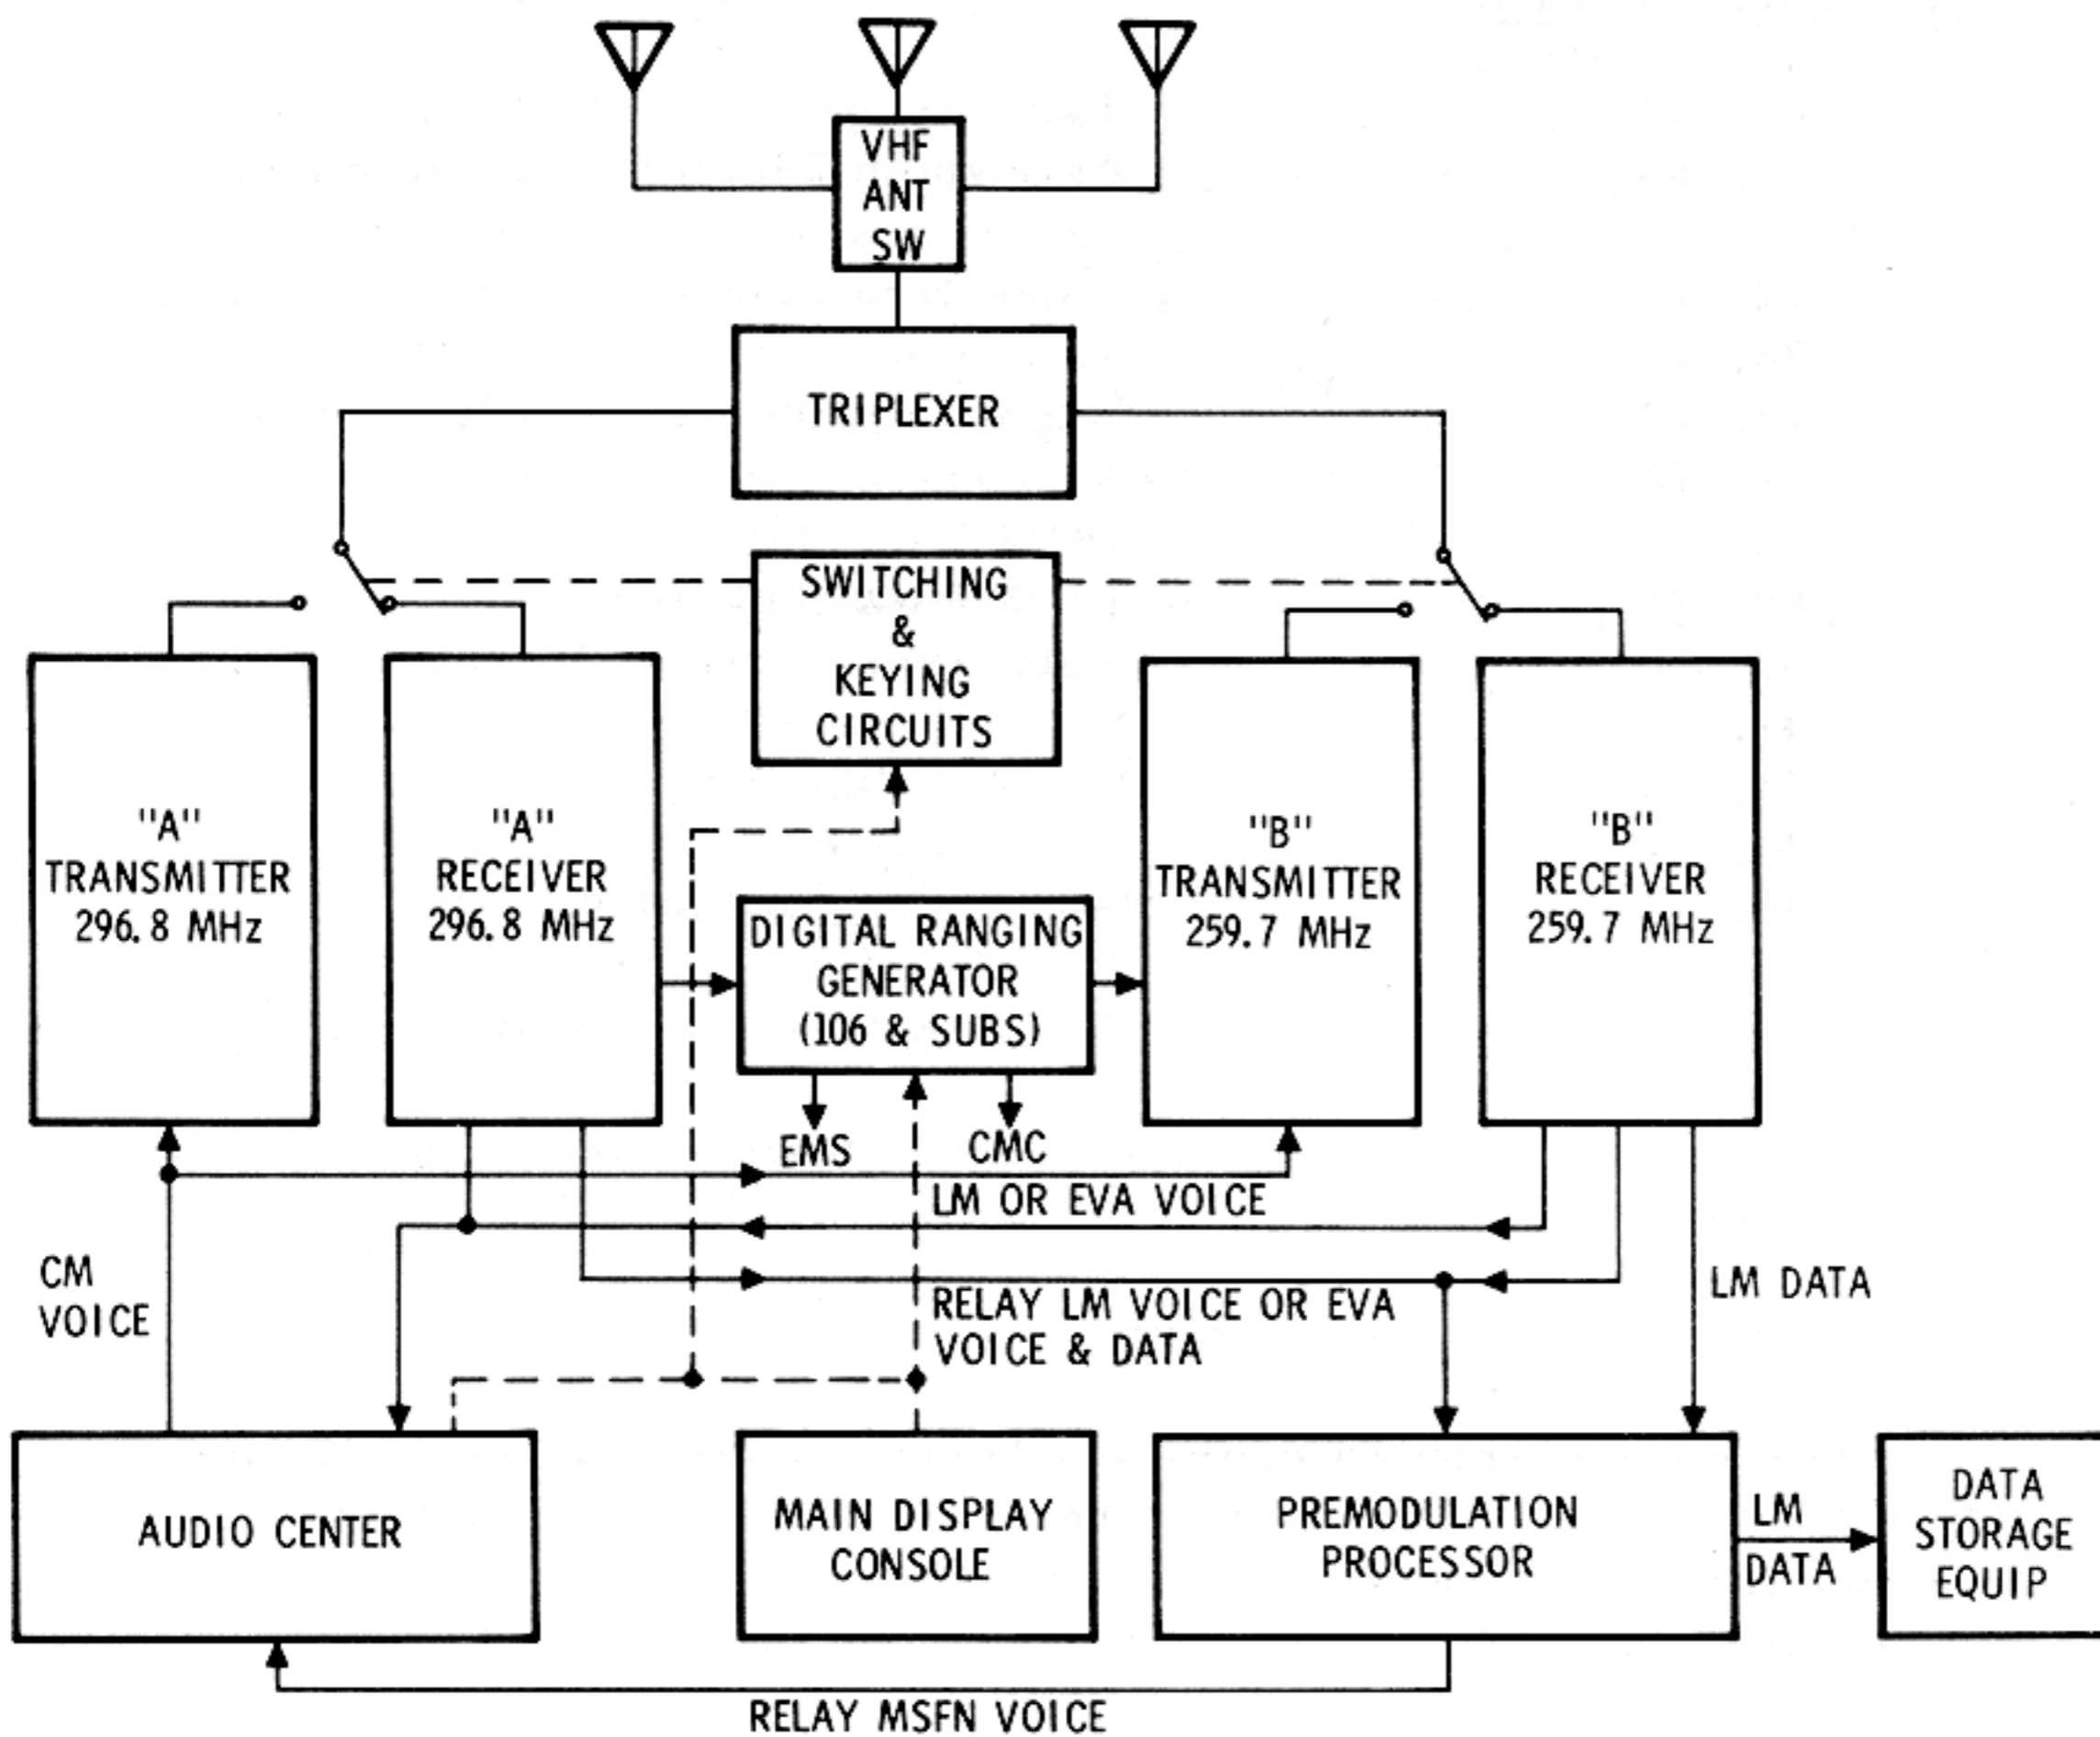 VHF
ANT
SW
TRIPLEXER
SWITCHING
&
KEYING
CIRCUITS
"A"
TRANSMITTER
296.8 MHz
"A"
RECEIVER
296.8 MHz
DIGITAL RANGING
GENERATOR
(106 & SUBS)
"B"
TRANSMITTER
259.7 MHz
"B"
RECEIVER
259.7 MHz
EMS
CMC
LM OR EVA VOICE
CM
VOICE
RELAY LM VOICE OR EVA
VOICE & DATA
LM DATA
AUDIO CENTER
MAIN DISPLAY
CONSOLE
PREMODULATION
PROCESSOR
LM
DATA
DATA
STORAGE
EQUIP
RELAY MSFN VOICE